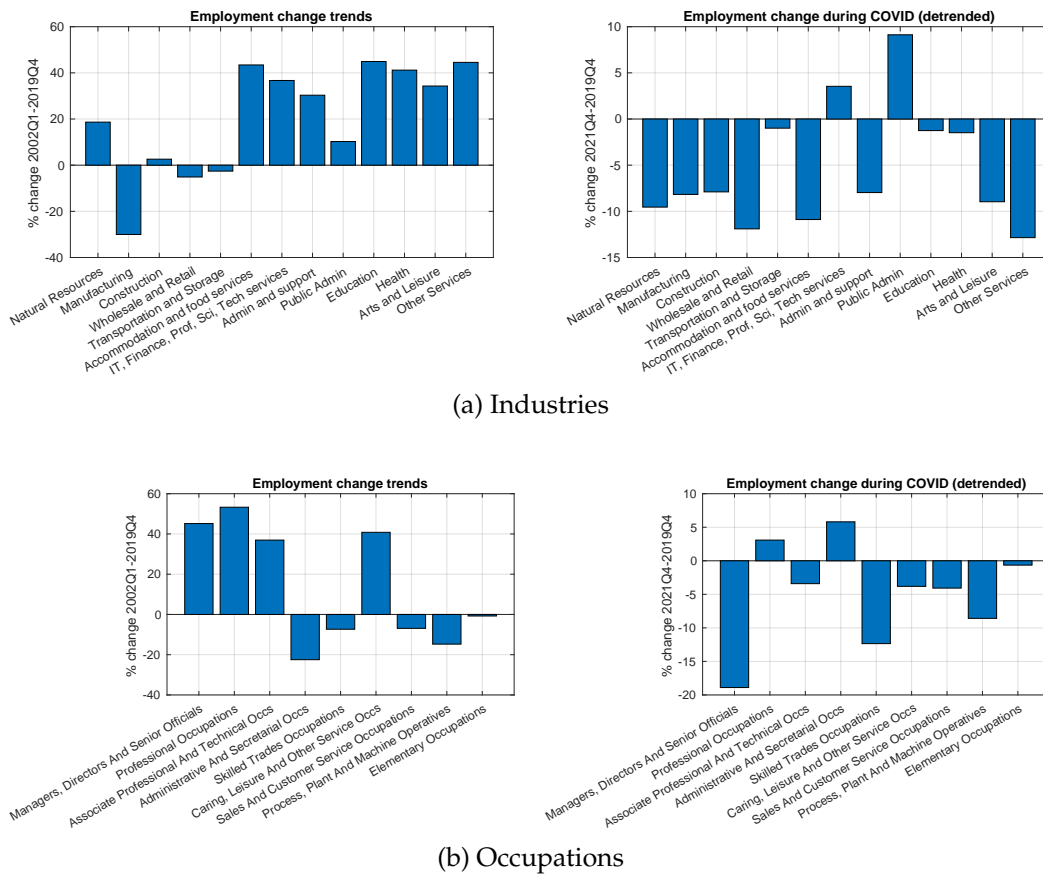 Employment change trends
% change 2002Q1-2019Q4
60
40
20
0
-20
-40
Natural Resources
Manufacturing
Construction
Wholesale and Retail
Transportation and Storage
Accommodation and food services
IT, Finance, Prof, Sci, Tech services
Admin and support
Public Admin
Education
Health
Arts and Leisure
Other Services
Employment change during COVID (detrended)
% change 2021Q4-2019Q4
10
5
0
-5
-10
-15
Natural Resources
Manufacturing
Construction
Wholesale and Retail
Transportation and Storage
Accommodation and food services
IT, Finance, Prof, Sci, Tech services
Admin and support
Public Admin
Education
Health
Arts and Leisure
Other Services
(a) Industries
Employment change trends
% change 2002Q1-2019Q4
60
40
20
0
-20
-40
Managers, Directors And Senior Officials
Professional Occupations
Associate Professional And Technical Occs
Administrative And Secretarial Occs
Skilled Trades Occupations
Caring, Leisure And Other Service Occs
Sales And Customer Service Occupations
Process, Plant And Machine Operatives
Elementary Occupations
Employment change during COVID (detrended)
% change 2021Q4-2019Q4
10
5
0
-5
-10
-15
-20
Managers, Directors And Senior Officials
Professional Occupations
Associate Professional And Technical Occs
Administrative And Secretarial Occs
Skilled Trades Occupations
Caring, Leisure And Other Service Occs
Sales And Customer Service Occupations
Process, Plant And Machine Operatives
Elementary Occupations
(b) Occupations